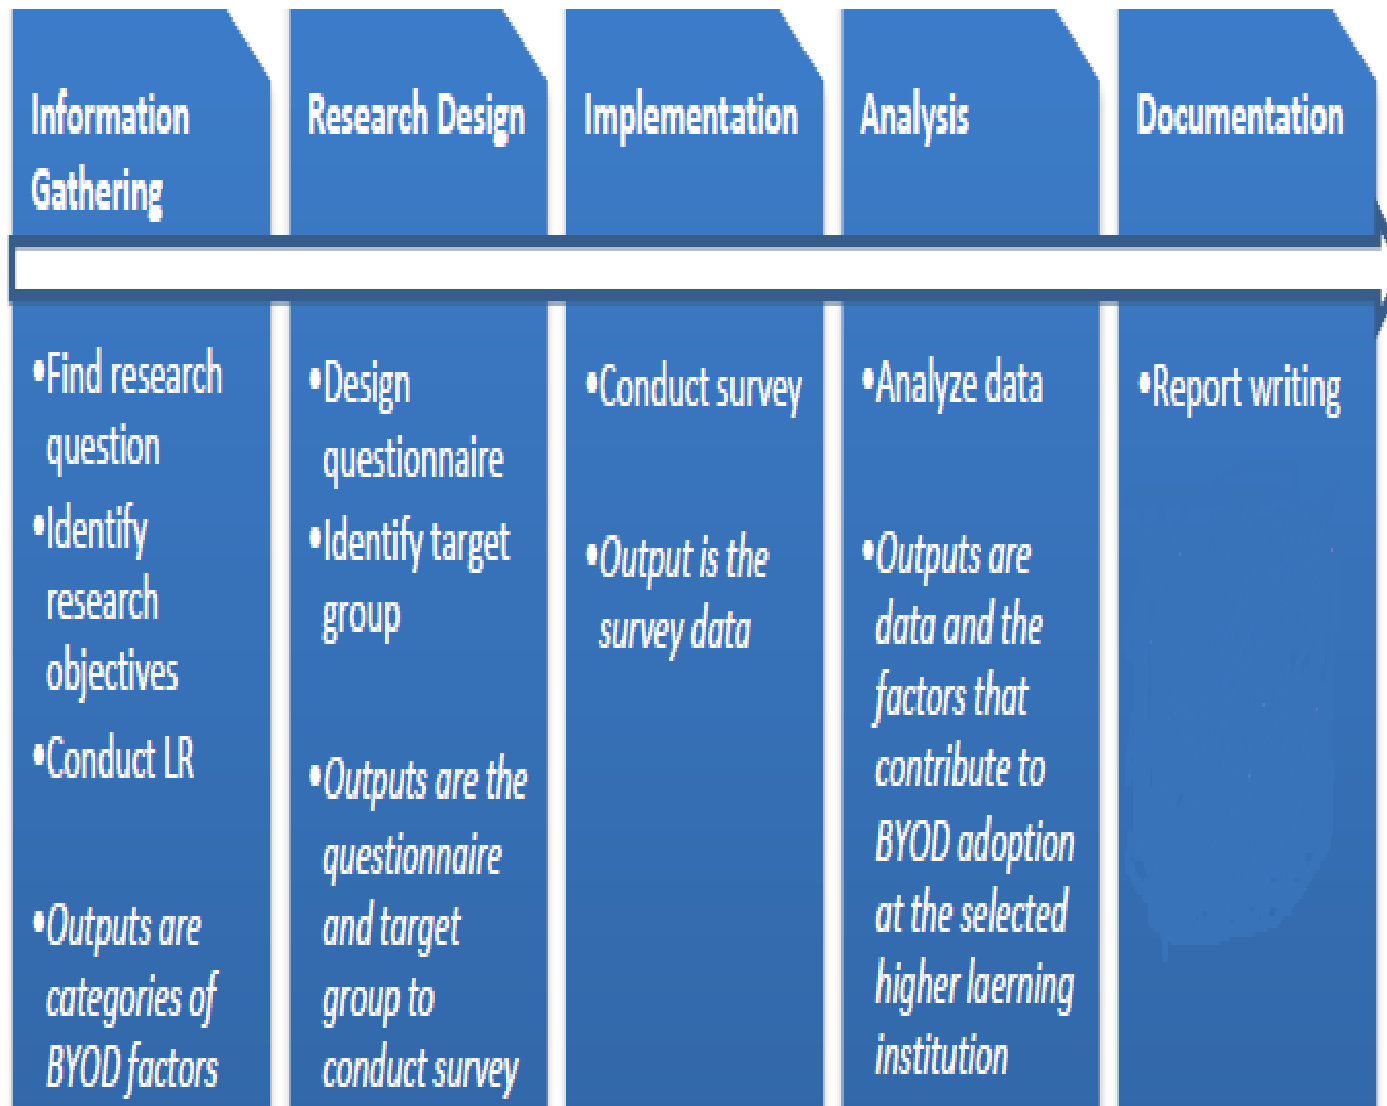 Information
Gathering
•Find research
question
•Identify
research
objectives
•Conduct LR
•Outputs are
categories of
BYOD factors
Research Design
•Design
questionnaire
•Identify target
group
•Outputs are the
questionnaire
and target
group to
conduct survey
Implementation
•Conduct survey
•Output is the
survey data
Analysis
•Analyze data
•Outputs are
data and the
factors that
contribute to
BYOD adoption
at the selected
higher laerning
institution
Documentation
•Report writing